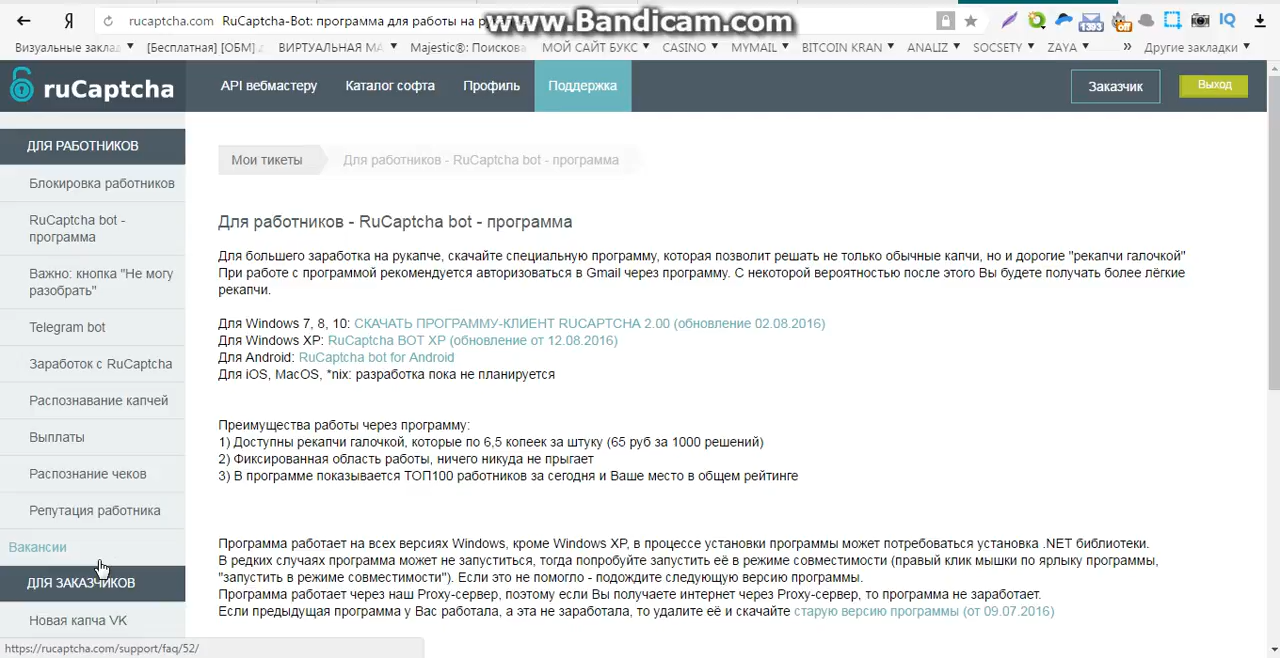 Я rucaptcha.com RuCaptcha-Bot: программа для работы на р
www.Bandicam.com
1393
off
IQ
Визуальные заклад
[Бесплатная] [ОБМ]
ВИРТУАЛЬНАЯ МА
Majestic®: Поискова
МОЙ САЙТ БУКС
CASINO
MYMAIL
BITCOIN KRAN
ANALIZ
SOCSETY
ZAYA
» Другие закладки
ruCaptcha
API вебмастеру
Каталог софта
Профиль
Поддержка
Заказчик
Выход
ДЛЯ РАБОТНИКОВ
Блокировка работников
RuCaptcha bot -
программа
Важно: кнопка "Не могу
разобрать"
Telegram bot
Заработок с RuCaptcha
Распознавание капчей
Выплаты
Распознание чеков
Репутация работника
Вакансии
ДЛЯ ЗАКАЗЧИКОВ
Новая капча VK
Мои тикеты
Для работников - RuCaptcha bot - программа
Для работников - RuCaptcha bot - программа
Для большего заработка на рукапче, скачайте специальную программу, которая позволит решать не только обычные капчи, но и дорогие "рекапчи галочкой"
При работе с программой рекомендуется авторизоваться в Gmail через программу. С некоторой вероятностью после этого Вы будете получать более лёгкие
рекапчи.
Для Windows 7, 8, 10: СКАЧАТЬ ПРОГРАММУ-КЛИЕНТ RUCAPTCHA 2.00 (обновление 02.08.2016)
Для Windows XP: RuCaptcha BOT XP (обновление от 12.08.2016)
Для Android: RuCaptcha bot for Android
Для iOS, MacOS, *nix: разработка пока не планируется
Преимущества работы через программу:
1) Доступны рекапчи галочкой, которые по 6,5 копеек за штуку (65 руб за 1000 решений)
2) Фиксированная область работы, ничего никуда не прыгает
3) В программе показывается ТОП100 работников за сегодня и Ваше место в общем рейтинге
Программа работает на всех версиях Windows, кроме Windows XP, в процессе установки программы может потребоваться установка .NET библиотеки.
В редких случаях программа может не запуститься, тогда попробуйте запустить её в режиме совместимости (правый клик мышки по ярлыку программы,
"запустить в режиме совместимости"). Если это не помогло - подождите следующую версию программы.
Программа работает через наш Proxy-сервер, поэтому если Вы получаете интернет через Proxy-сервер, то программа не заработает.
Если предыдущая программа у Вас работала, а эта не заработала, то удалите её и скачайте старую версию программы (от 09.07.2016)
https://rucaptcha.com/support/faq/52/